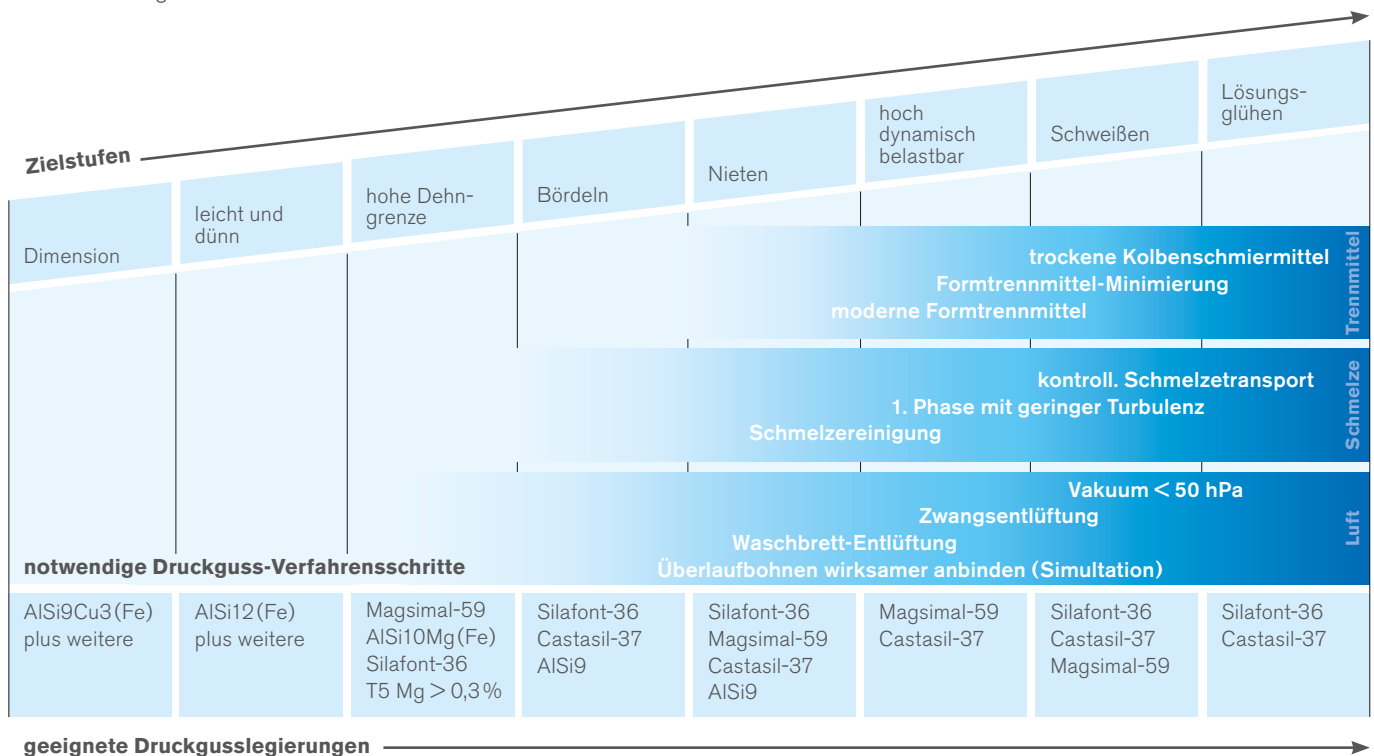 Zielstufen
Dimension
leicht und
dünn
hohe Dehn-
grenze
Bördeln
Nieten
hoch
dynamisch
belastbar
Schweißen
Lösungs-
glühen
trockene Kolbenschmiermittel
Formtrennmittel-Minimierung
moderne Formtrennmittel
Trennmittel
kontroll. Schmelzetransport
1. Phase mit geringer Turbulenz
Schmelzereinigung
Schmelze
Vakuum < 50 hPa
Zwangsentlüftung
Waschbrett-Entlüftung
Überlaufbohnen wirksamer anbinden (Simultation)
Luft
notwendige Druckguss-Verfahrensschritte
AlSi9Cu3(Fe)
plus weitere
AlSi12(Fe)
plus weitere
Magsimal-59
AlSi10Mg(Fe)
Silafont-36
T5 Mg > 0,3%
Silafont-36
Castasil-37
AlSi9
Silafont-36
Magsimal-59
Castasil-37
AlSi9
Magsimal-59
Castasil-37
Silafont-36
Castasil-37
Magsimal-59
Silafont-36
Castasil-37
geeignete Druckgusslegierungen